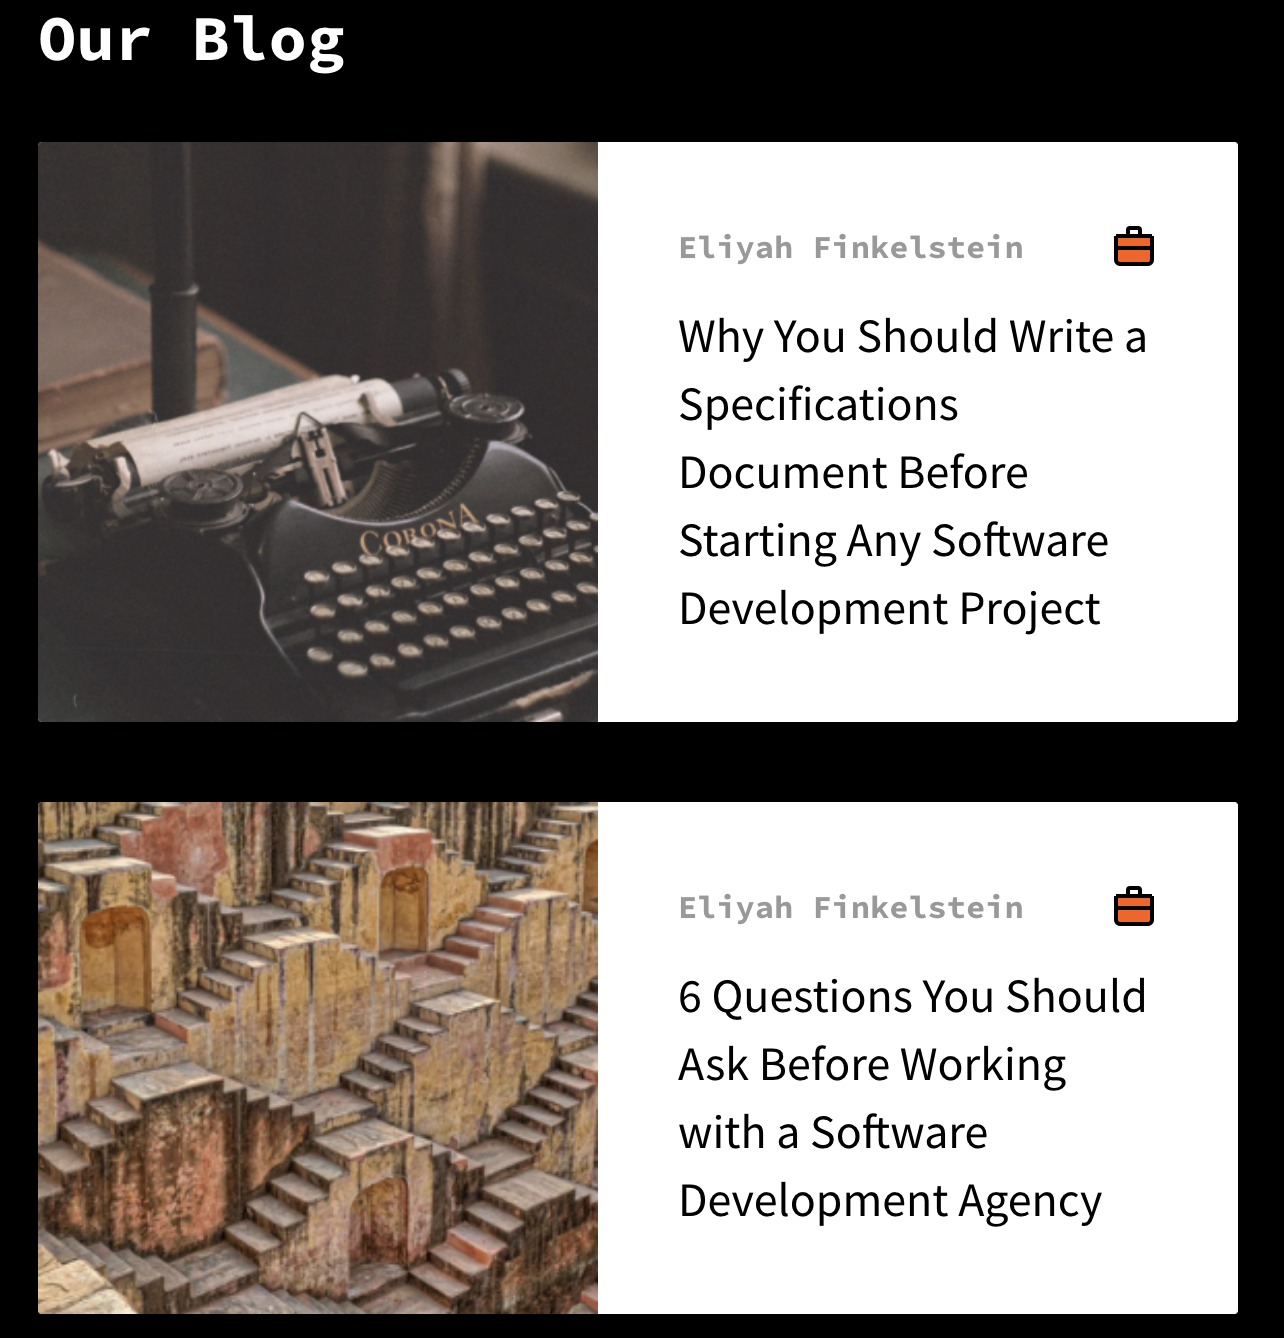 Our Blog
Eliyah Finkelstein
Why You Should Write a
Specifications
Document Before
Starting Any Software
Development Project
CORONA
Eliyah Finkelstein
6 Questions You Should
Ask Before Working
with a Software
Development Agency